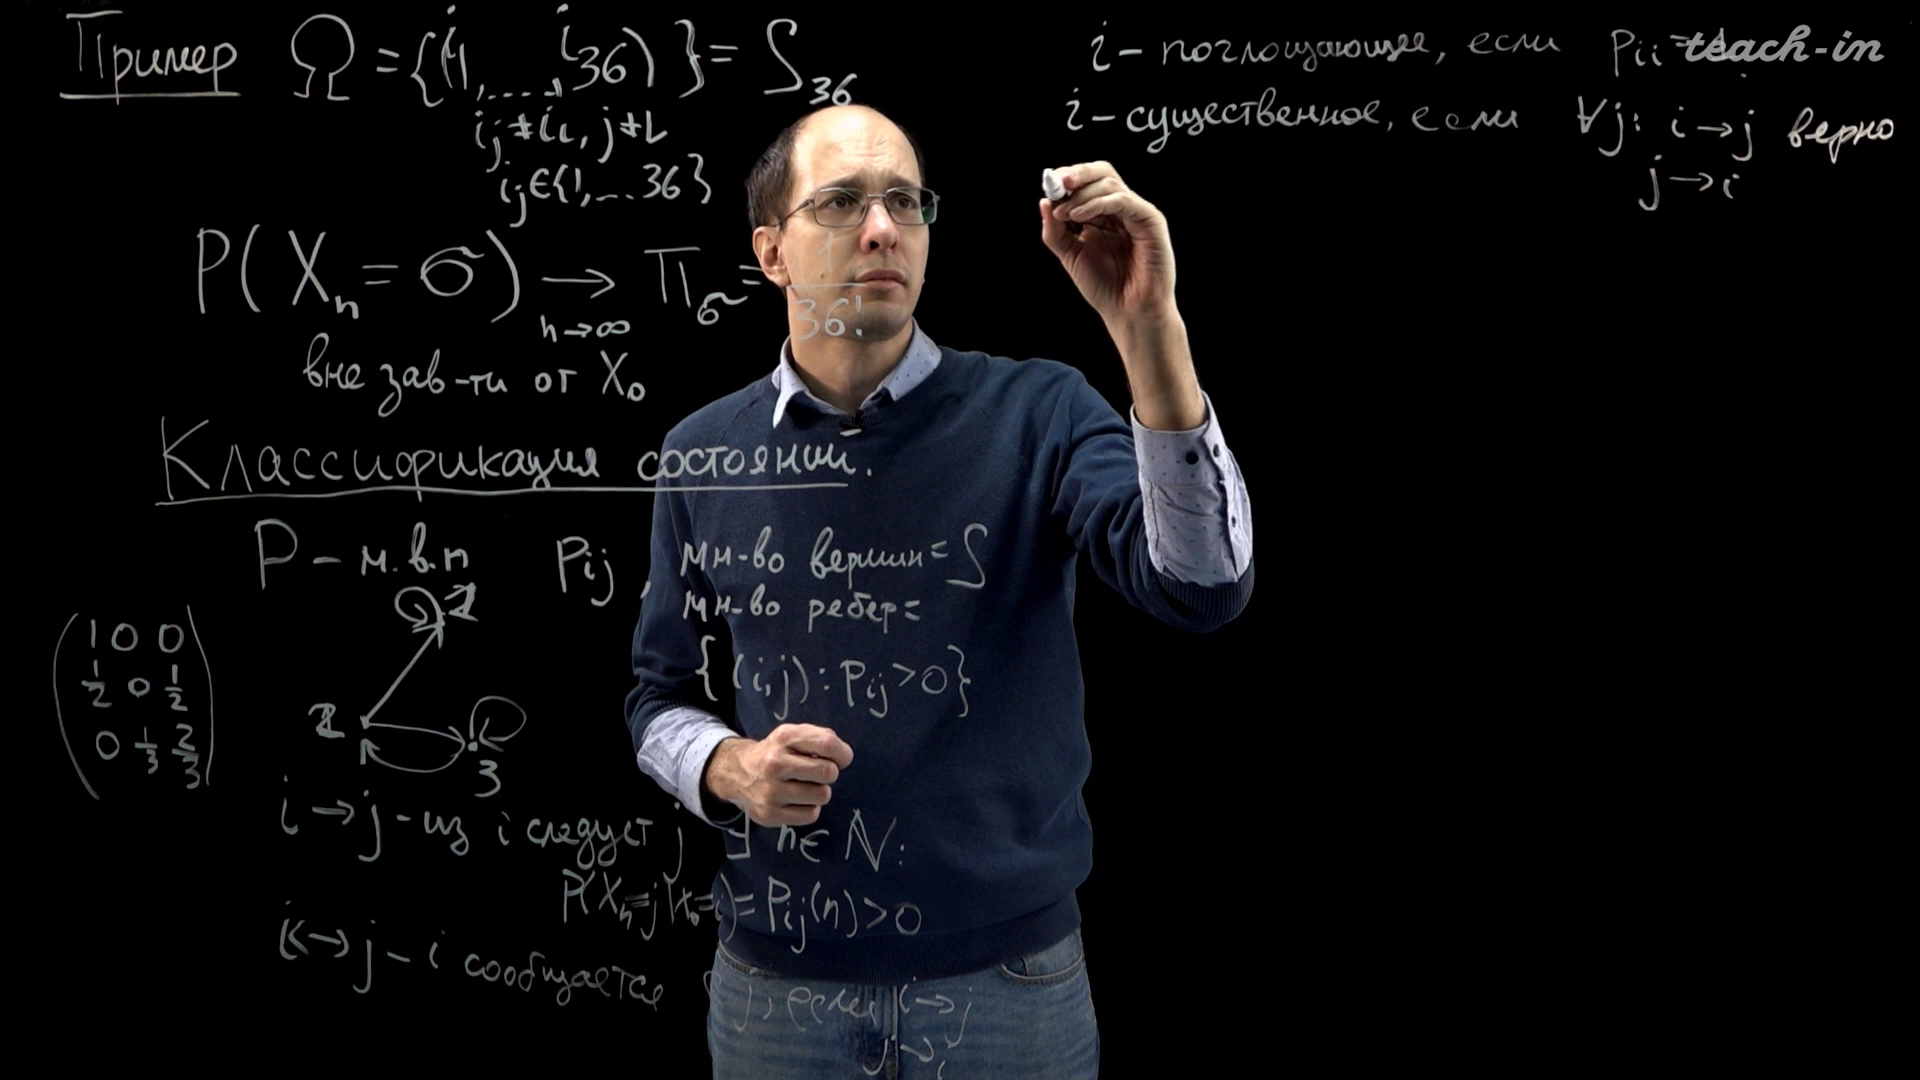 Пример Ω = {(i1, ...., i36)} = S36
ij ≠ iL, j ≠ L
ij ∈ {1, ... 36}
P(Xn = σ) → Πσ = 1/36!
n→∞
вне зав-ти от X0
Классификация состояний.
P – м.в.п Pij, мн-во вершин = S
мн-во ребер =
{(i,j): Pij > 0}
1 0 0
1/2 0 1/2
0 1/3 2/3
1
2
3
i → j – из i следует j ∃ n ∈ N:
P(Xn=j|X0=i) = Pij(n) > 0
i ↔ j – i сообщается с j, если i → j
j → i
teach-in
i – поглощающее, если Pii =
i – существенное, если ∀j: i → j верно
j → i